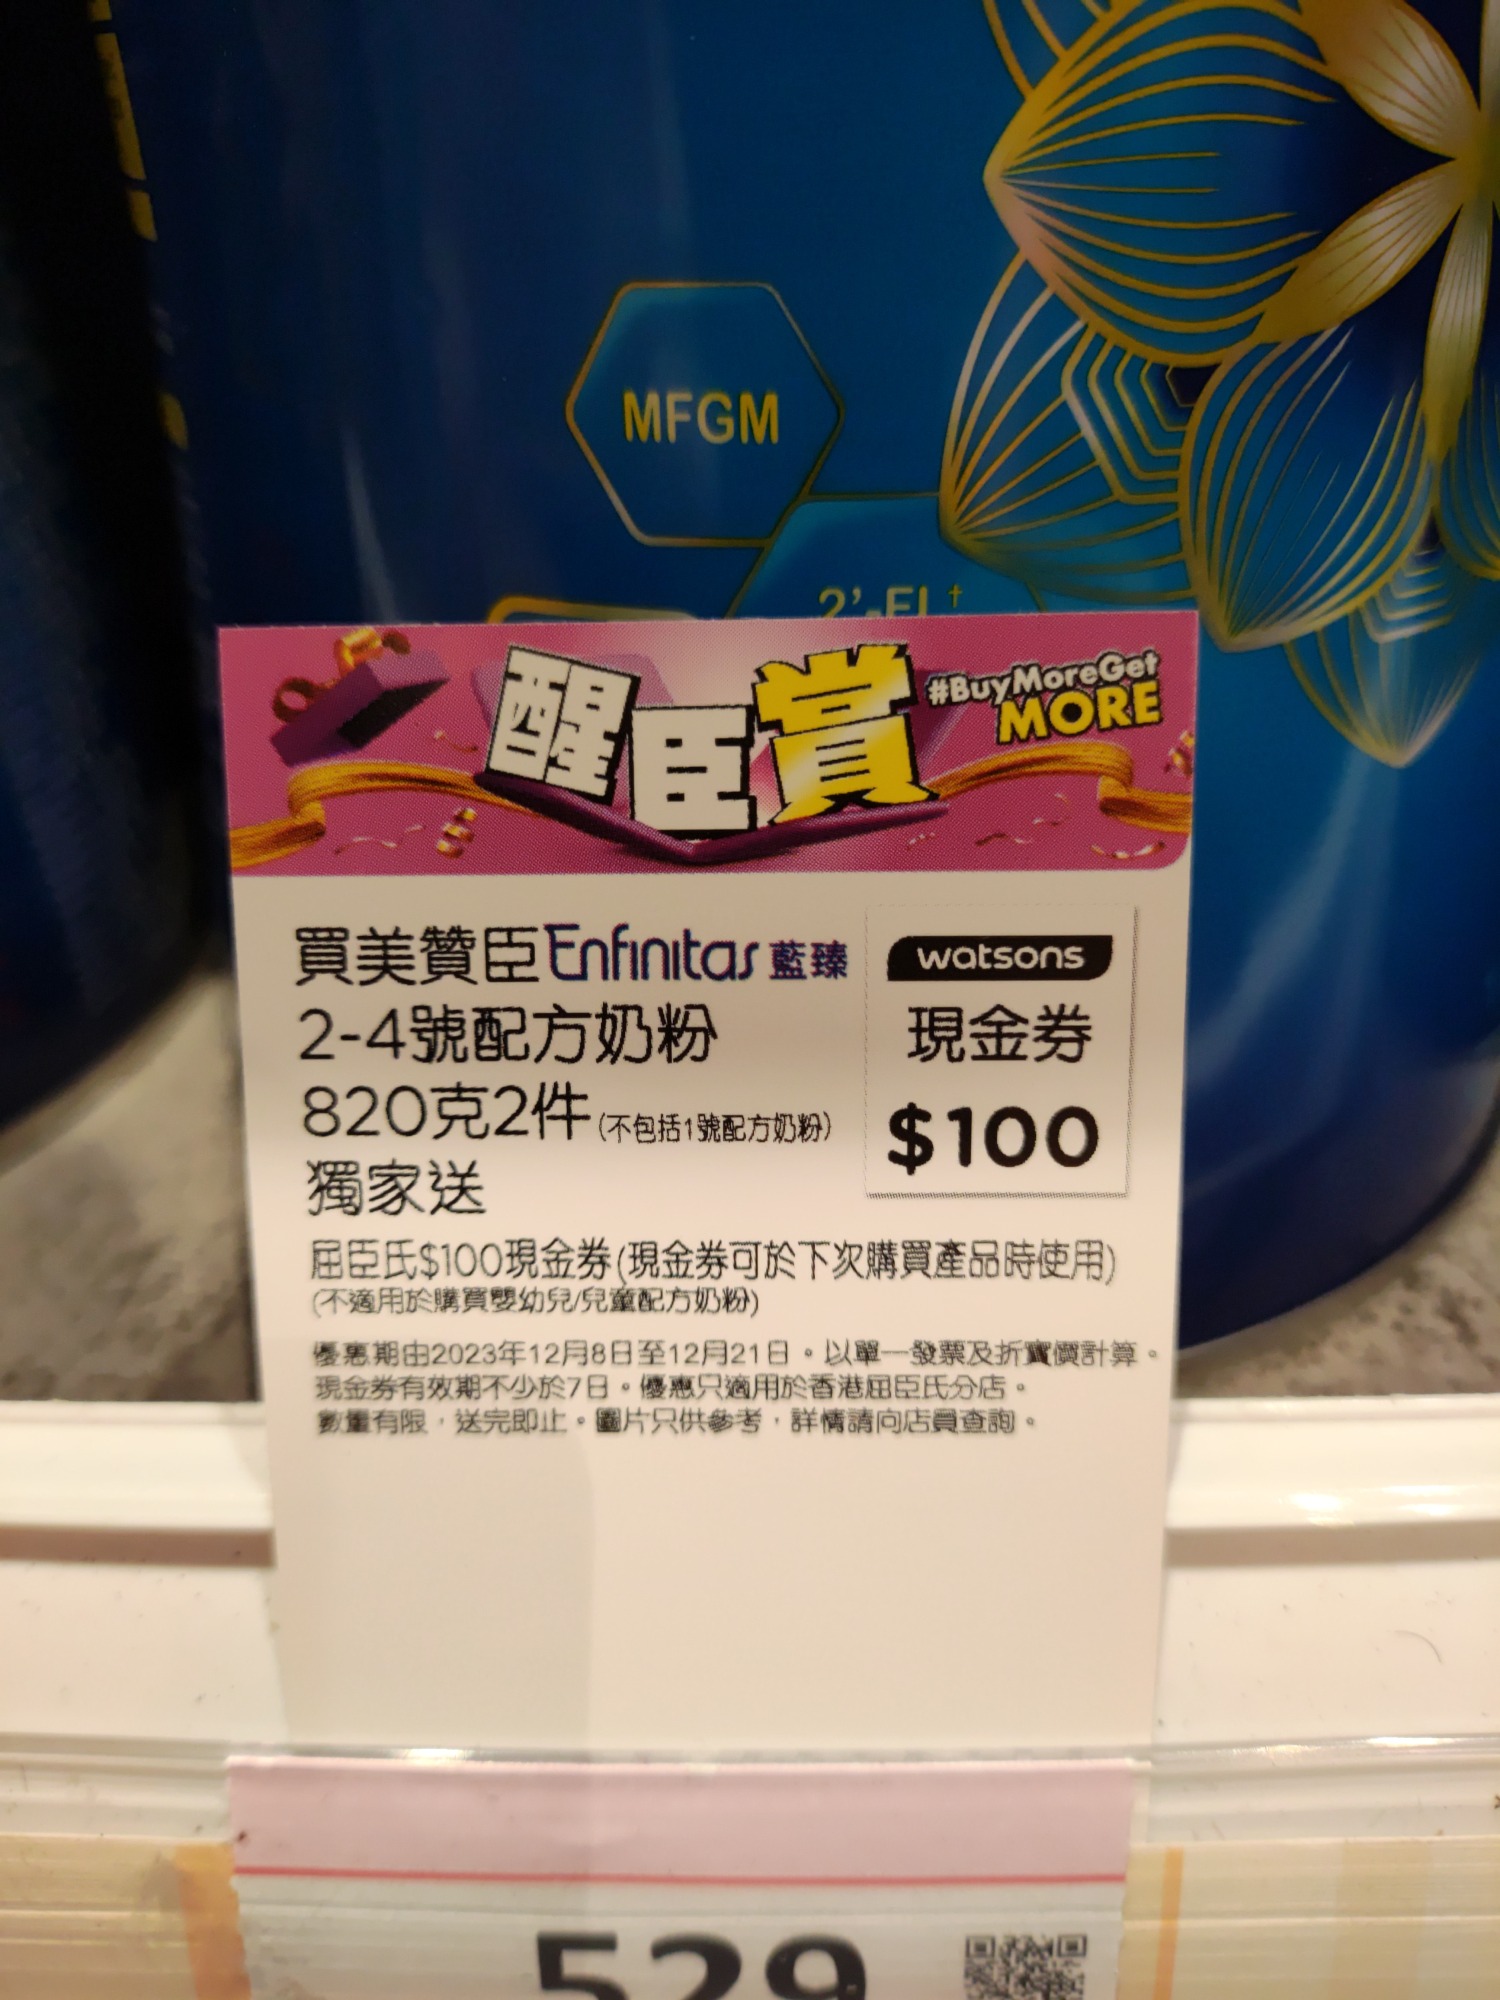 MFGM
醒臣賞
#BuyMoreGet
MORE
買美贊臣Enfinitas 藍臻
2-4號配方奶粉
820克2件(不包括1號配方奶粉)
獨家送
watsons
現金券
$100
屈臣氏$100現金券(現金券可於下次購買產品時使用)
(不適用於購買嬰幼兒/兒童配方奶粉)
優惠期由2023年12月8日至12月21日。以單一發票及折實價計算。
現金券有效期不少於7日。優惠只適用於香港屈臣氏分店。
數量有限，送完即止。圖片只供參考，詳情請向店員查詢。
529